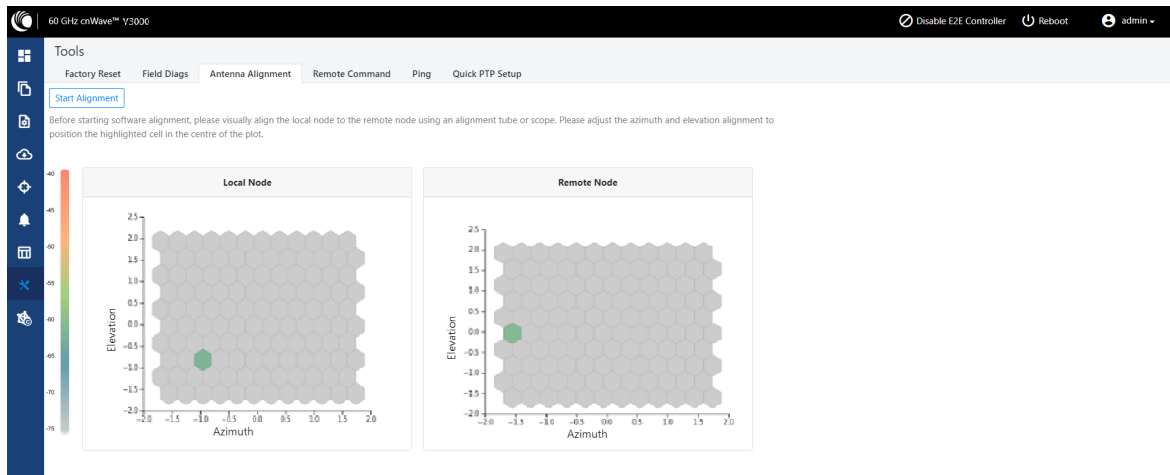 60 GHz cnWave™ V3000
Disable E2E Controller
Reboot
admin
Tools
Factory Reset
Field Diags
Antenna Alignment
Remote Command
Ping
Quick PTP Setup
Start Alignment
Before starting software alignment, please visually align the local node to the remote node using an alignment tube or scope. Please adjust the azimuth and elevation alignment to
position the highlighted cell in the centre of the plot.
-40
-45
-50
-55
-60
-65
-70
-75
Local Node
2.5
2.0
1.5
1.0
0.5
0.0
-0.5
-1.0
-1.5
-2.0
Elevation
-2.0 -1.5 -1.0 -0.5 0.0 0.5 1.0 1.5 2.0
Azimuth
Remote Node
2.5
2.0
1.5
1.0
0.5
0.0
-0.5
-1.0
-1.5
-2.0
Elevation
-2.0 -1.5 -1.0 -0.5 0.0 0.5 1.0 1.5 2.0
Azimuth